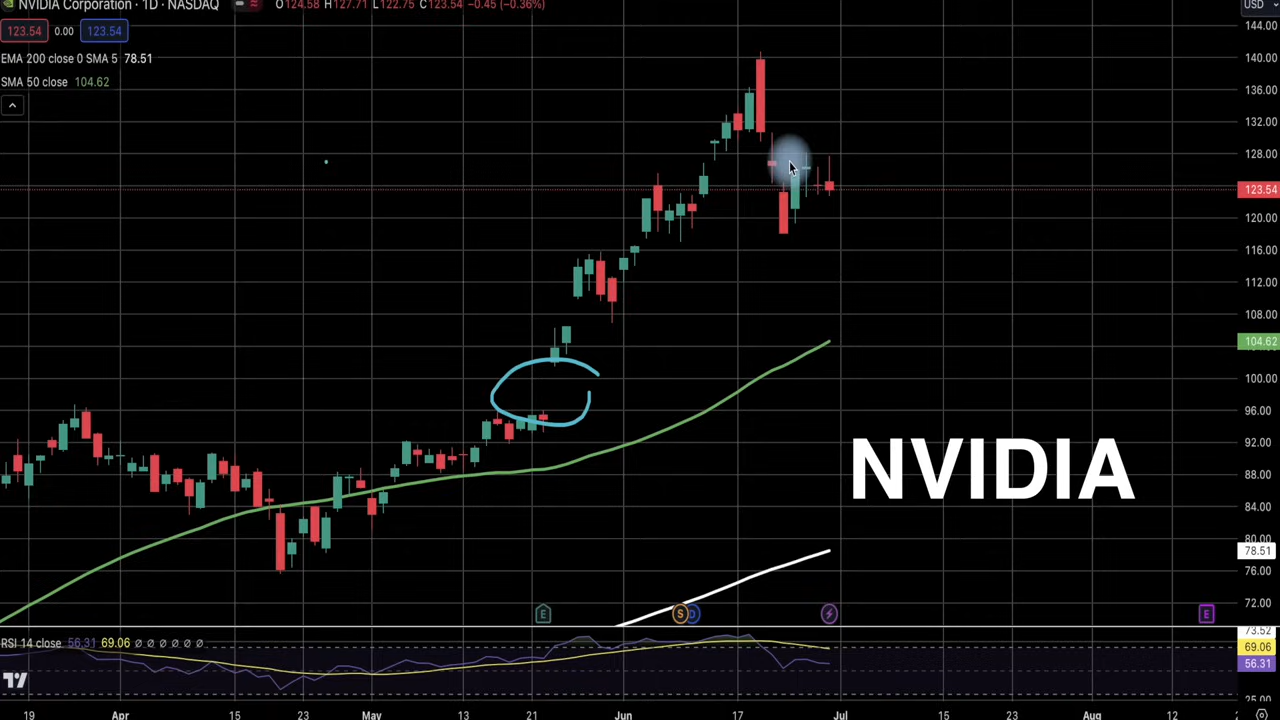 NVIDIA Corporation · 1D · NASDAQ O124.58 H127.71 L122.75 C123.54 −0.45 (−0.36%)
USD
123.54 0.00 123.54
EMA 200 close 0 SMA 5 78.51
SMA 50 close 104.62
144.00
140.00
136.00
132.00
128.00
123.54
120.00
116.00
112.00
108.00
104.62
100.00
96.00
92.00
88.00
84.00
80.00
78.51
76.00
72.00
NVIDIA
E S D E
RSI 14 close 56.31 69.06 ∅ ∅ ∅ ∅ ∅ ∅
73.52
69.06
56.31
25.00
19 Apr 15 23 May 13 21 Jun 17 Jul 15 23 Aug 12